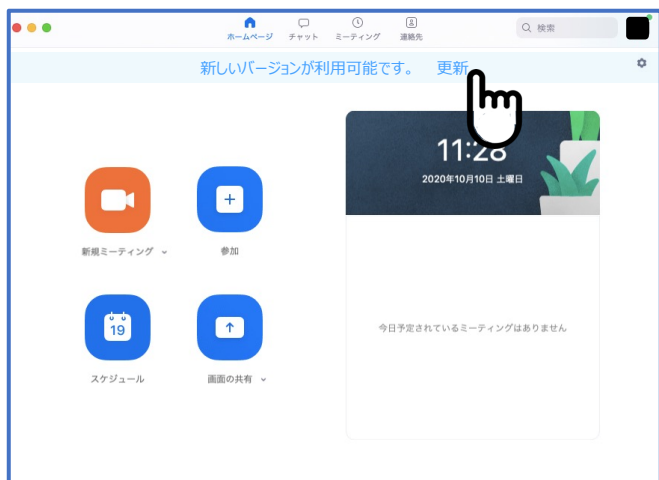 ホームページ
チャット
ミーティング
連絡先
検索
新しいバージョンが利用可能です。 更新
11:28
2020年10月10日 土曜日
新規ミーティング
参加
19
スケジュール
画面の共有
今日予定されているミーティングはありません